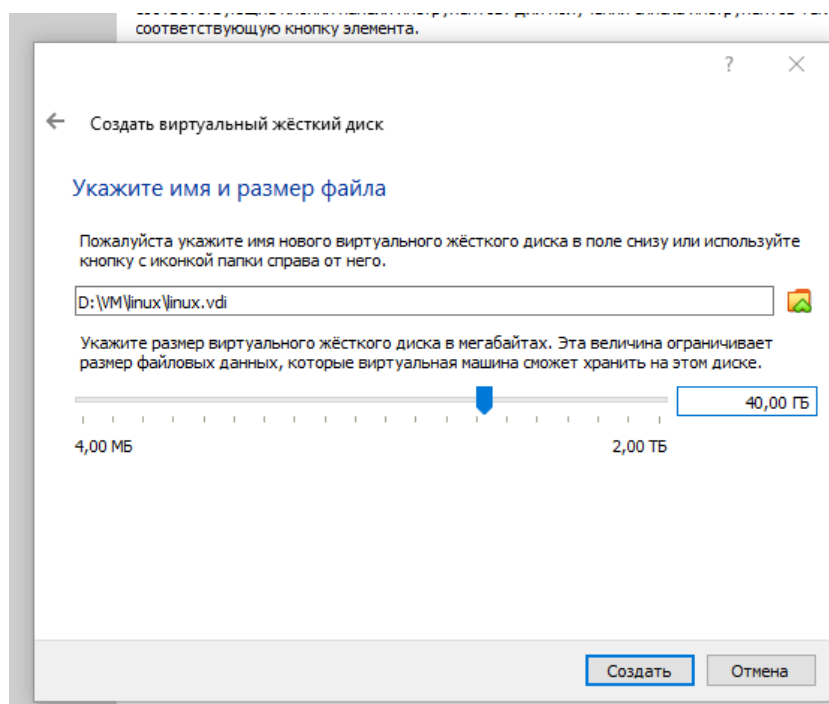 соответствующую кнопку элемента.
?
Создать виртуальный жёсткий диск
Укажите имя и размер файла
Пожалуйста укажите имя нового виртуального жёсткого диска в поле снизу или используйте
кнопку с иконкой папки справа от него.
D:\VM\linux\linux.vdi
Укажите размер виртуального жёсткого диска в мегабайтах. Эта величина ограничивает
размер файловых данных, которые виртуальная машина сможет хранить на этом диске.
40,00 ГБ
4,00 МБ 2,00 ТБ
Создать Отмена